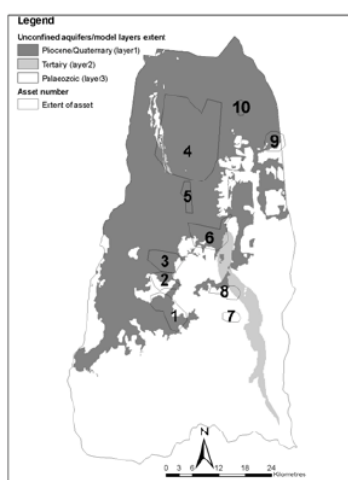 Legend
Unconfined aquifers/model layers extent
Pliocene/Quaternary (layer1)
Tertiary (layer2)
Palaeozoic (layer3)
Asset number
Extent of asset
10
9
4
5
6
3
2
8
1
7
N
0 3 6 12 18 24
Kilometres